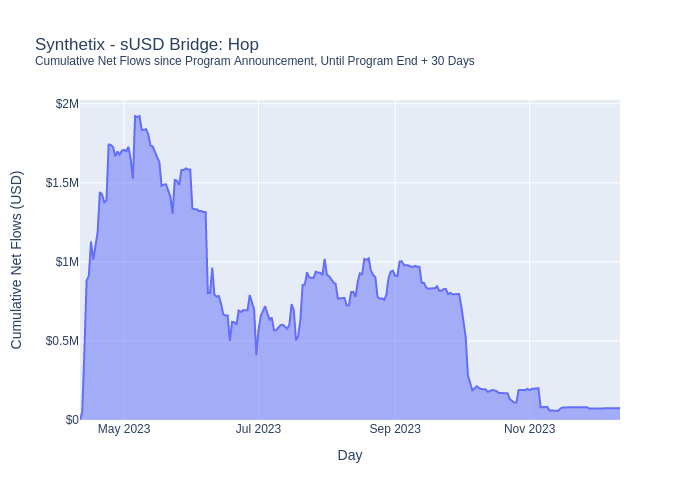 Synthetix - sUSD Bridge: Hop
Cumulative Net Flows since Program Announcement, Until Program End + 30 Days
$2M
$1.5M
$1M
$0.5M
$0
Cumulative Net Flows (USD)
May 2023
Jul 2023
Sep 2023
Nov 2023
Day